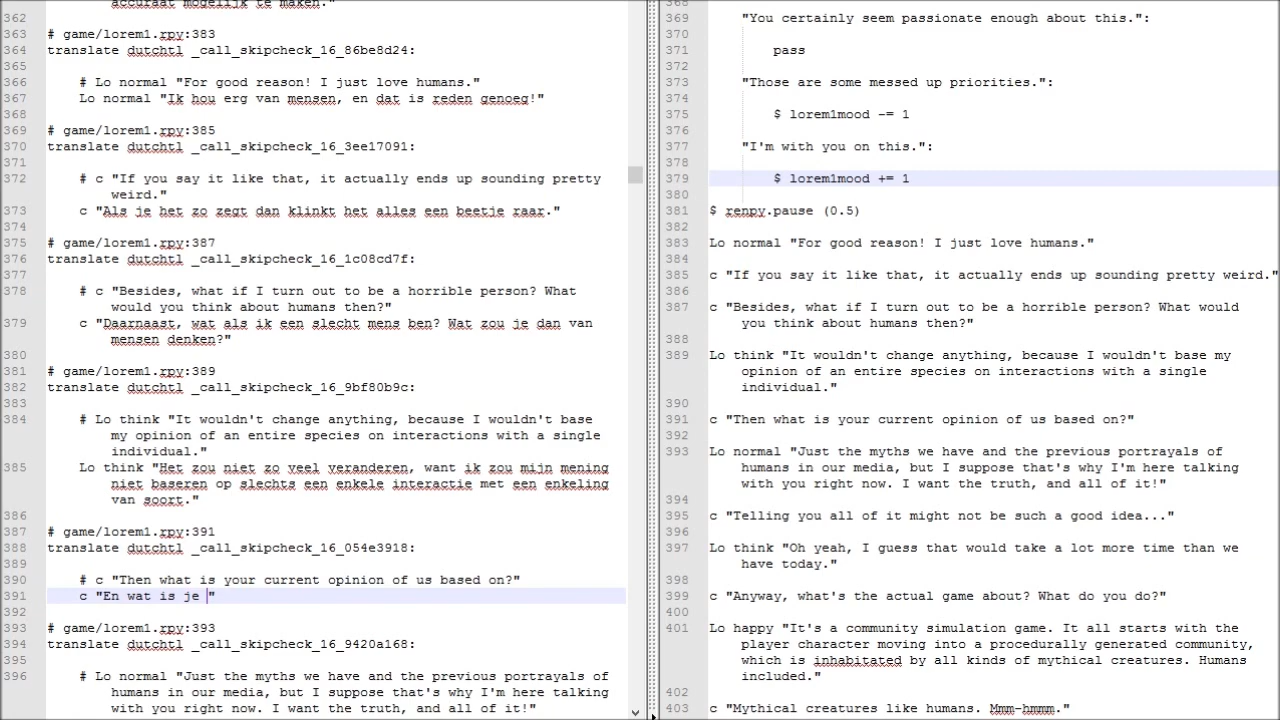 accuraat mogelijk te maken."
362
363 # game/lorem1.rpy:383
364 translate dutchtl _call_skipcheck_16_86be8d24:
365
366 # Lo normal "For good reason! I just love humans."
367 Lo normal "Ik hou erg van mensen, en dat is reden genoeg!"
368
369 # game/lorem1.rpy:385
370 translate dutchtl _call_skipcheck_16_3ee17091:
371
372 # c "If you say it like that, it actually ends up sounding pretty
weird."
373 c "Als je het zo zegt dan klinkt het alles een beetje raar."
374
375 # game/lorem1.rpy:387
376 translate dutchtl _call_skipcheck_16_1c08cd7f:
377
378 # c "Besides, what if I turn out to be a horrible person? What
would you think about humans then?"
379 c "Daarnaast, wat als ik een slecht mens ben? Wat zou je dan van
mensen denken?"
380
381 # game/lorem1.rpy:389
382 translate dutchtl _call_skipcheck_16_9bf80b9c:
383
384 # Lo think "It wouldn't change anything, because I wouldn't base
my opinion of an entire species on interactions with a single
individual."
385 Lo think "Het zou niet zo veel veranderen, want ik zou mijn mening
niet baseren op slechts een enkele interactie met een enkeling
van soort."
386
387 # game/lorem1.rpy:391
388 translate dutchtl _call_skipcheck_16_054e3918:
389
390 # c "Then what is your current opinion of us based on?"
391 c "En wat is je "
392
393 # game/lorem1.rpy:393
394 translate dutchtl _call_skipcheck_16_9420a168:
395
396 # Lo normal "Just the myths we have and the previous portrayals of
humans in our media, but I suppose that's why I'm here talking
with you right now. I want the truth, and all of it!"
368
369 "You certainly seem passionate enough about this.":
370
371 pass
372
373 "Those are some messed up priorities.":
374
375 $ lorem1mood -= 1
376
377 "I'm with you on this.":
378
379 $ lorem1mood += 1
380
381 $ renpy.pause (0.5)
382
383 Lo normal "For good reason! I just love humans."
384
385 c "If you say it like that, it actually ends up sounding pretty weird."
386
387 c "Besides, what if I turn out to be a horrible person? What would
you think about humans then?"
388
389 Lo think "It wouldn't change anything, because I wouldn't base my
opinion of an entire species on interactions with a single
individual."
390
391 c "Then what is your current opinion of us based on?"
392
393 Lo normal "Just the myths we have and the previous portrayals of
humans in our media, but I suppose that's why I'm here talking
with you right now. I want the truth, and all of it!"
394
395 c "Telling you all of it might not be such a good idea..."
396
397 Lo think "Oh yeah, I guess that would take a lot more time than we
have today."
398
399 c "Anyway, what's the actual game about? What do you do?"
400
401 Lo happy "It's a community simulation game. It all starts with the
player character moving into a procedurally generated community,
which is inhabitated by all kinds of mythical creatures. Humans
included."
402
403 c "Mythical creatures like humans. Mmm-hmmm."